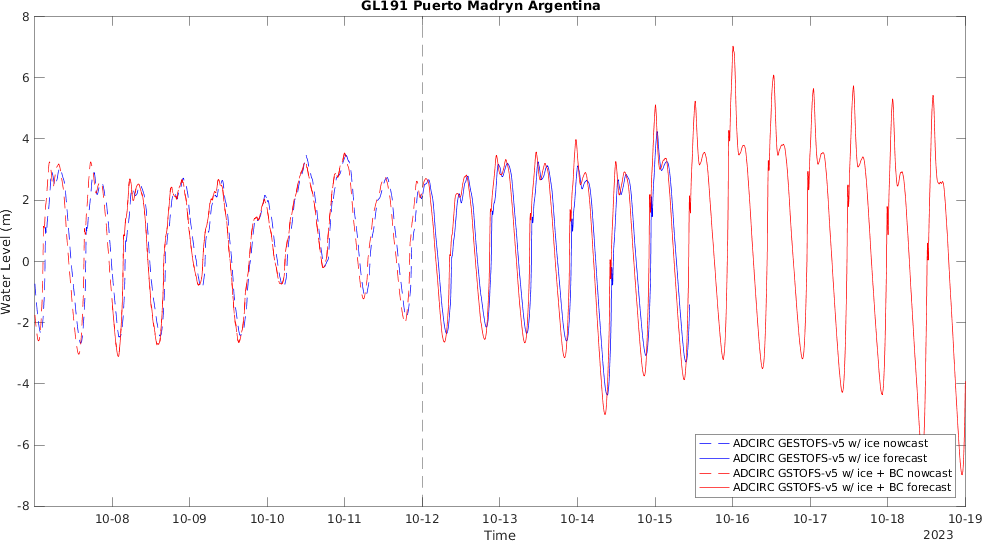 GL191 Puerto Madryn Argentina
8
6
4
2
0
-2
-4
-6
-8
Water Level (m)
ADCIRC GESTOFS-v5 w/ ice nowcast
ADCIRC GESTOFS-v5 w/ ice forecast
ADCIRC GSTOFS-v5 w/ ice + BC nowcast
ADCIRC GSTOFS-v5 w/ ice + BC forecast
10-08 10-09 10-10 10-11 10-12 10-13 10-14 10-15 10-16 10-17 10-18 10-19
Time
2023